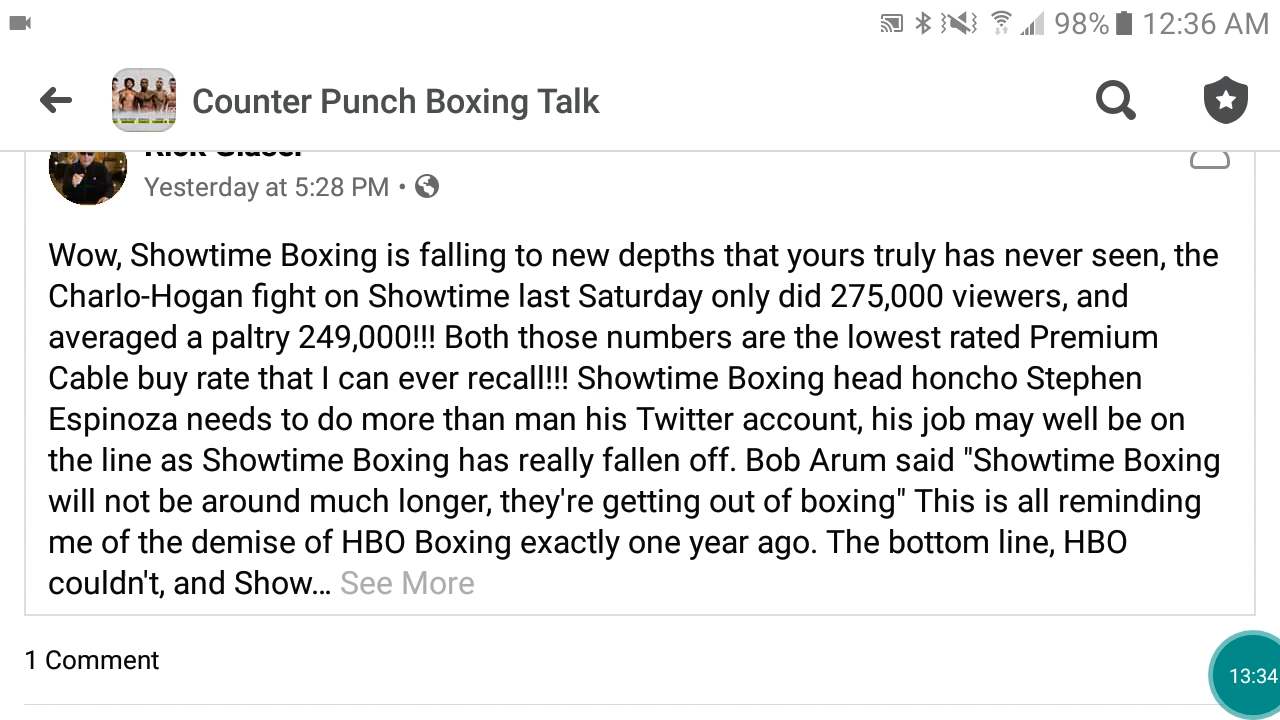 98% 12:36 AM
Counter Punch Boxing Talk
Yesterday at 5:28 PM •
Wow, Showtime Boxing is falling to new depths that yours truly has never seen, the
Charlo-Hogan fight on Showtime last Saturday only did 275,000 viewers, and
averaged a paltry 249,000!!! Both those numbers are the lowest rated Premium
Cable buy rate that I can ever recall!!! Showtime Boxing head honcho Stephen
Espinoza needs to do more than man his Twitter account, his job may well be on
the line as Showtime Boxing has really fallen off. Bob Arum said "Showtime Boxing
will not be around much longer, they're getting out of boxing" This is all reminding
me of the demise of HBO Boxing exactly one year ago. The bottom line, HBO
couldn't, and Show... See More
1 Comment
13:34